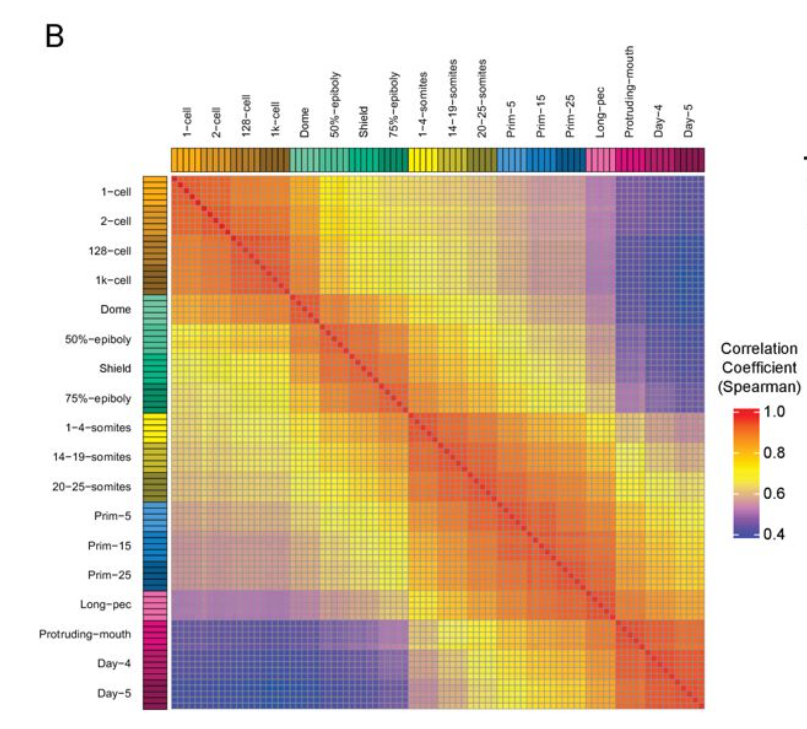 B
1-cell
2-cell
128-cell
1k-cell
Dome
50%-epiboly
Shield
75%-epiboly
1-4-somites
14-19-somites
20-25-somites
Prim-5
Prim-15
Prim-25
Long-pec
Protruding-mouth
Day-4
Day-5
1-cell
2-cell
128-cell
1k-cell
Dome
50%-epiboly
Shield
75%-epiboly
1-4-somites
14-19-somites
20-25-somites
Prim-5
Prim-15
Prim-25
Long-pec
Protruding-mouth
Day-4
Day-5
Correlation
Coefficient
(Spearman)
1.0
0.8
0.6
0.4